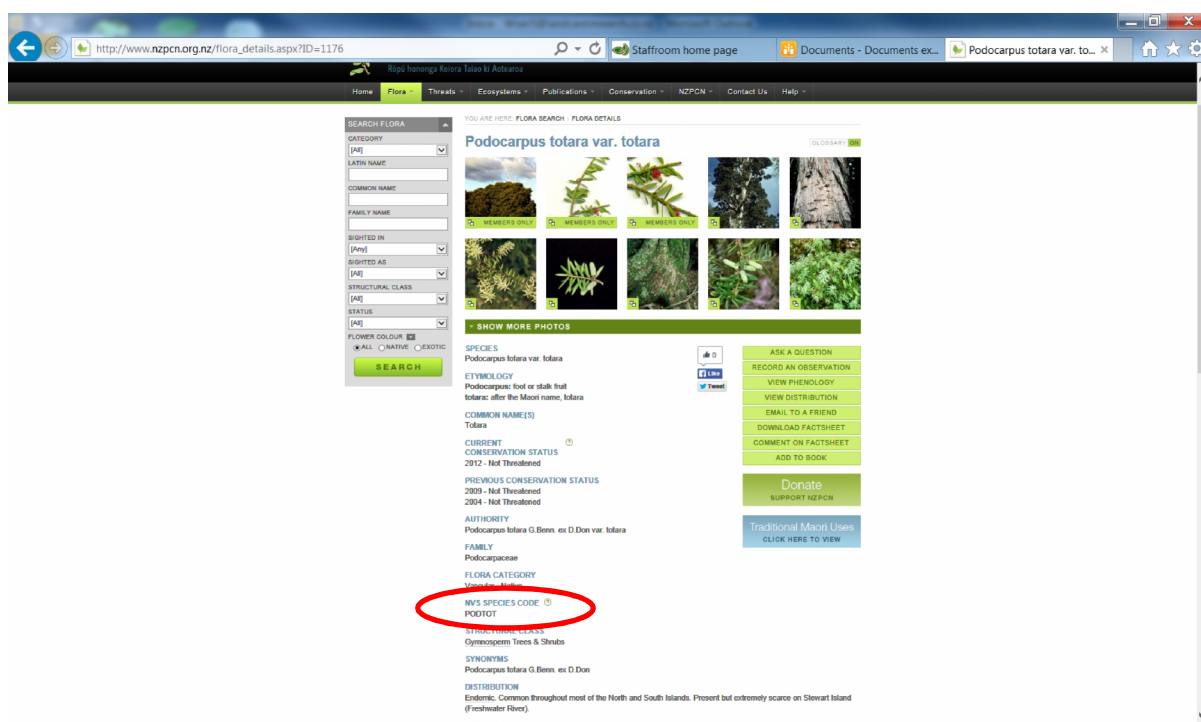 http://www.nzpcn.org.nz/flora_details.aspx?ID=1176
Staffroom home page
Documents - Documents ex...
Podocarpus totara var. to...
Rōpū hononga Keiora Taiao ki Aotearoa
Home Flora Threats Ecosystems Publications Conservation NZPCN Contact Us Help
YOU ARE HERE: FLORA SEARCH > FLORA DETAILS
SEARCH FLORA
CATEGORY
[All]
LATIN NAME
COMMON NAME
FAMILY NAME
SIGHTED IN
[Any]
SIGHTED AS
[All]
STRUCTURAL CLASS
[All]
STATUS
[All]
FLOWER COLOUR
ALL NATIVE EXOTIC
SEARCH
Podocarpus totara var. totara
GLOSSARY ON
MEMBERS ONLY MEMBERS ONLY MEMBERS ONLY
SHOW MORE PHOTOS
SPECIES
Podocarpus totara var. totara
ETYMOLOGY
Podocarpus: foot or stalk fruit
totara: after the Maori name, totara
COMMON NAME(S)
Totara
CURRENT
CONSERVATION STATUS
2012 - Not Threatened
PREVIOUS CONSERVATION STATUS
2009 - Not Threatened
2004 - Not Threatened
AUTHORITY
Podocarpus totara G.Benn. ex D.Don var. totara
FAMILY
Podocarpaceae
FLORA CATEGORY
Vascular - Native
NVS SPECIES CODE
PODTOT
STRUCTURAL CLASS
Gymnosperm Trees & Shrubs
SYNONYMS
Podocarpus totara G.Benn. ex D.Don
DISTRIBUTION
Endemic. Common throughout most of the North and South Islands. Present but extremely scarce on Stewart Island
(Freshwater River).
0
Like
Tweet
ASK A QUESTION
RECORD AN OBSERVATION
VIEW PHENOLOGY
VIEW DISTRIBUTION
EMAIL TO A FRIEND
DOWNLOAD FACTSHEET
COMMENT ON FACTSHEET
ADD TO BOOK
Donate
SUPPORT NZPCN
Traditional Maori Uses
CLICK HERE TO VIEW